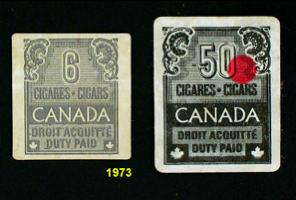 6
CIGARES • CIGARS
CANADA
DROIT ACQUITTÉ
DUTY PAID
50
CIGARES • CIGARS
CANADA
DROIT ACQUITTÉ
DUTY PAID
1973